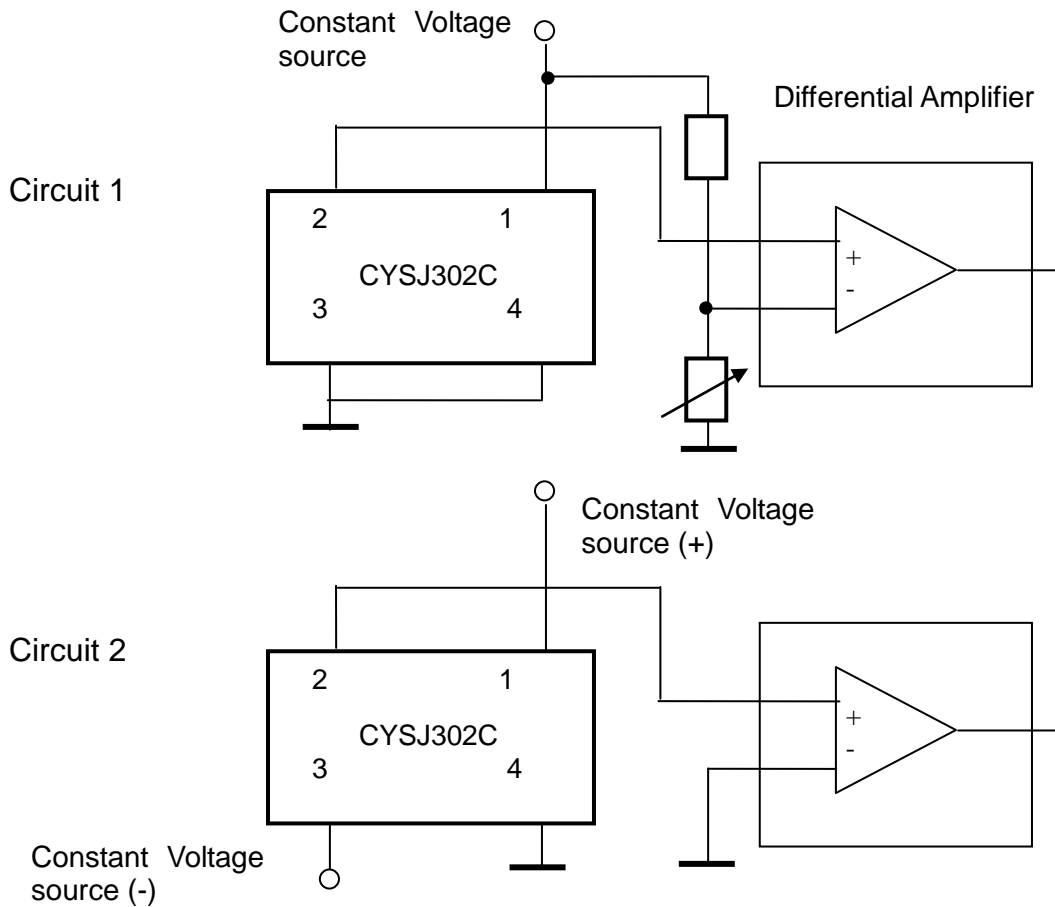 Constant Voltage
source
Differential Amplifier
Circuit 1
2 1
CYSJ302C
3 4
+
-
Constant Voltage
source (+)
Circuit 2
2 1
CYSJ302C
3 4
+
-
Constant Voltage
source (-)